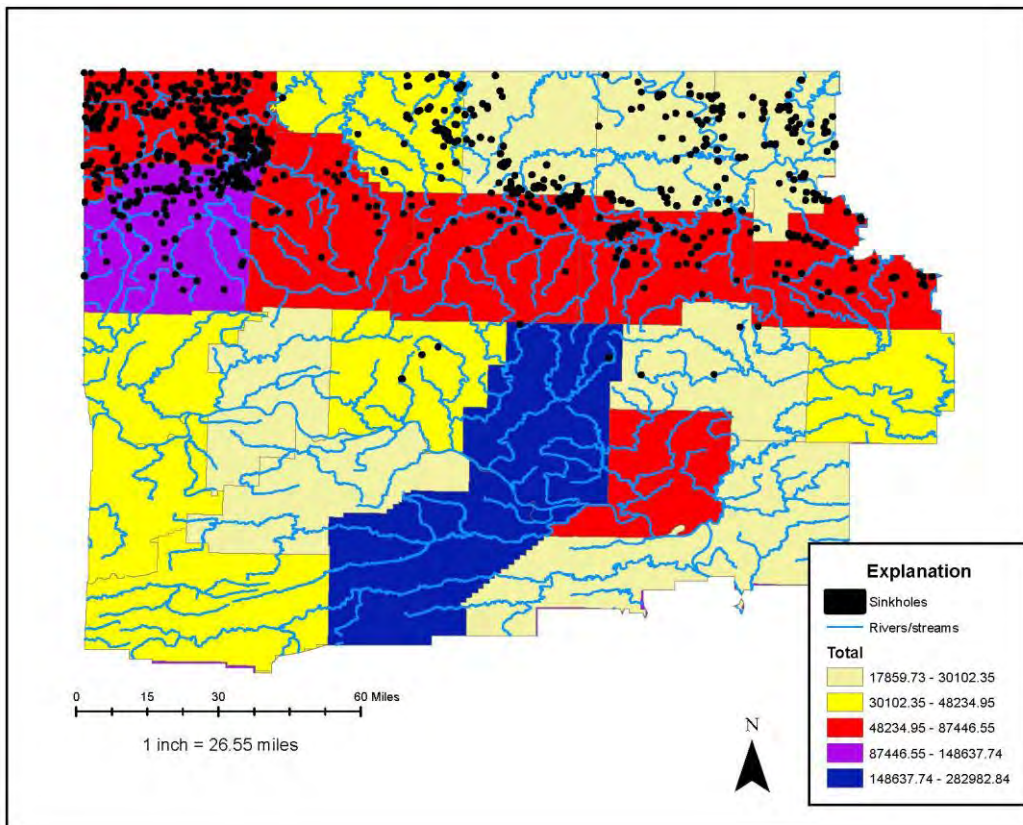 0 15 30 60 Miles
1 inch = 26.55 miles
N
Explanation
Sinkholes
Rivers/streams
Total
17859.73 - 30102.35
30102.35 - 48234.95
48234.95 - 87446.55
87446.55 - 148637.74
148637.74 - 282982.84